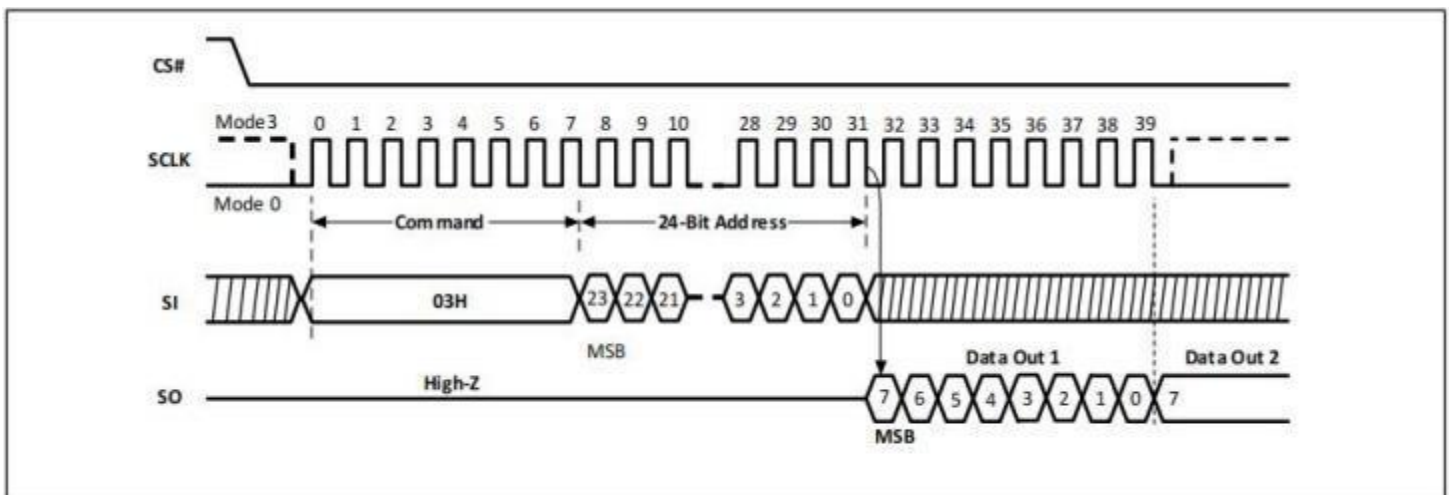 CS#
Mode3 0 1 2 3 4 5 6 7 8 9 10 28 29 30 31 32 33 34 35 36 37 38 39
SCLK
Mode 0
Command 24-Bit Address
SI 03H 23 22 21 3 2 1 0
MSB
Data Out 1 Data Out 2
High-Z
SO 7 6 5 4 3 2 1 0 7
MSB